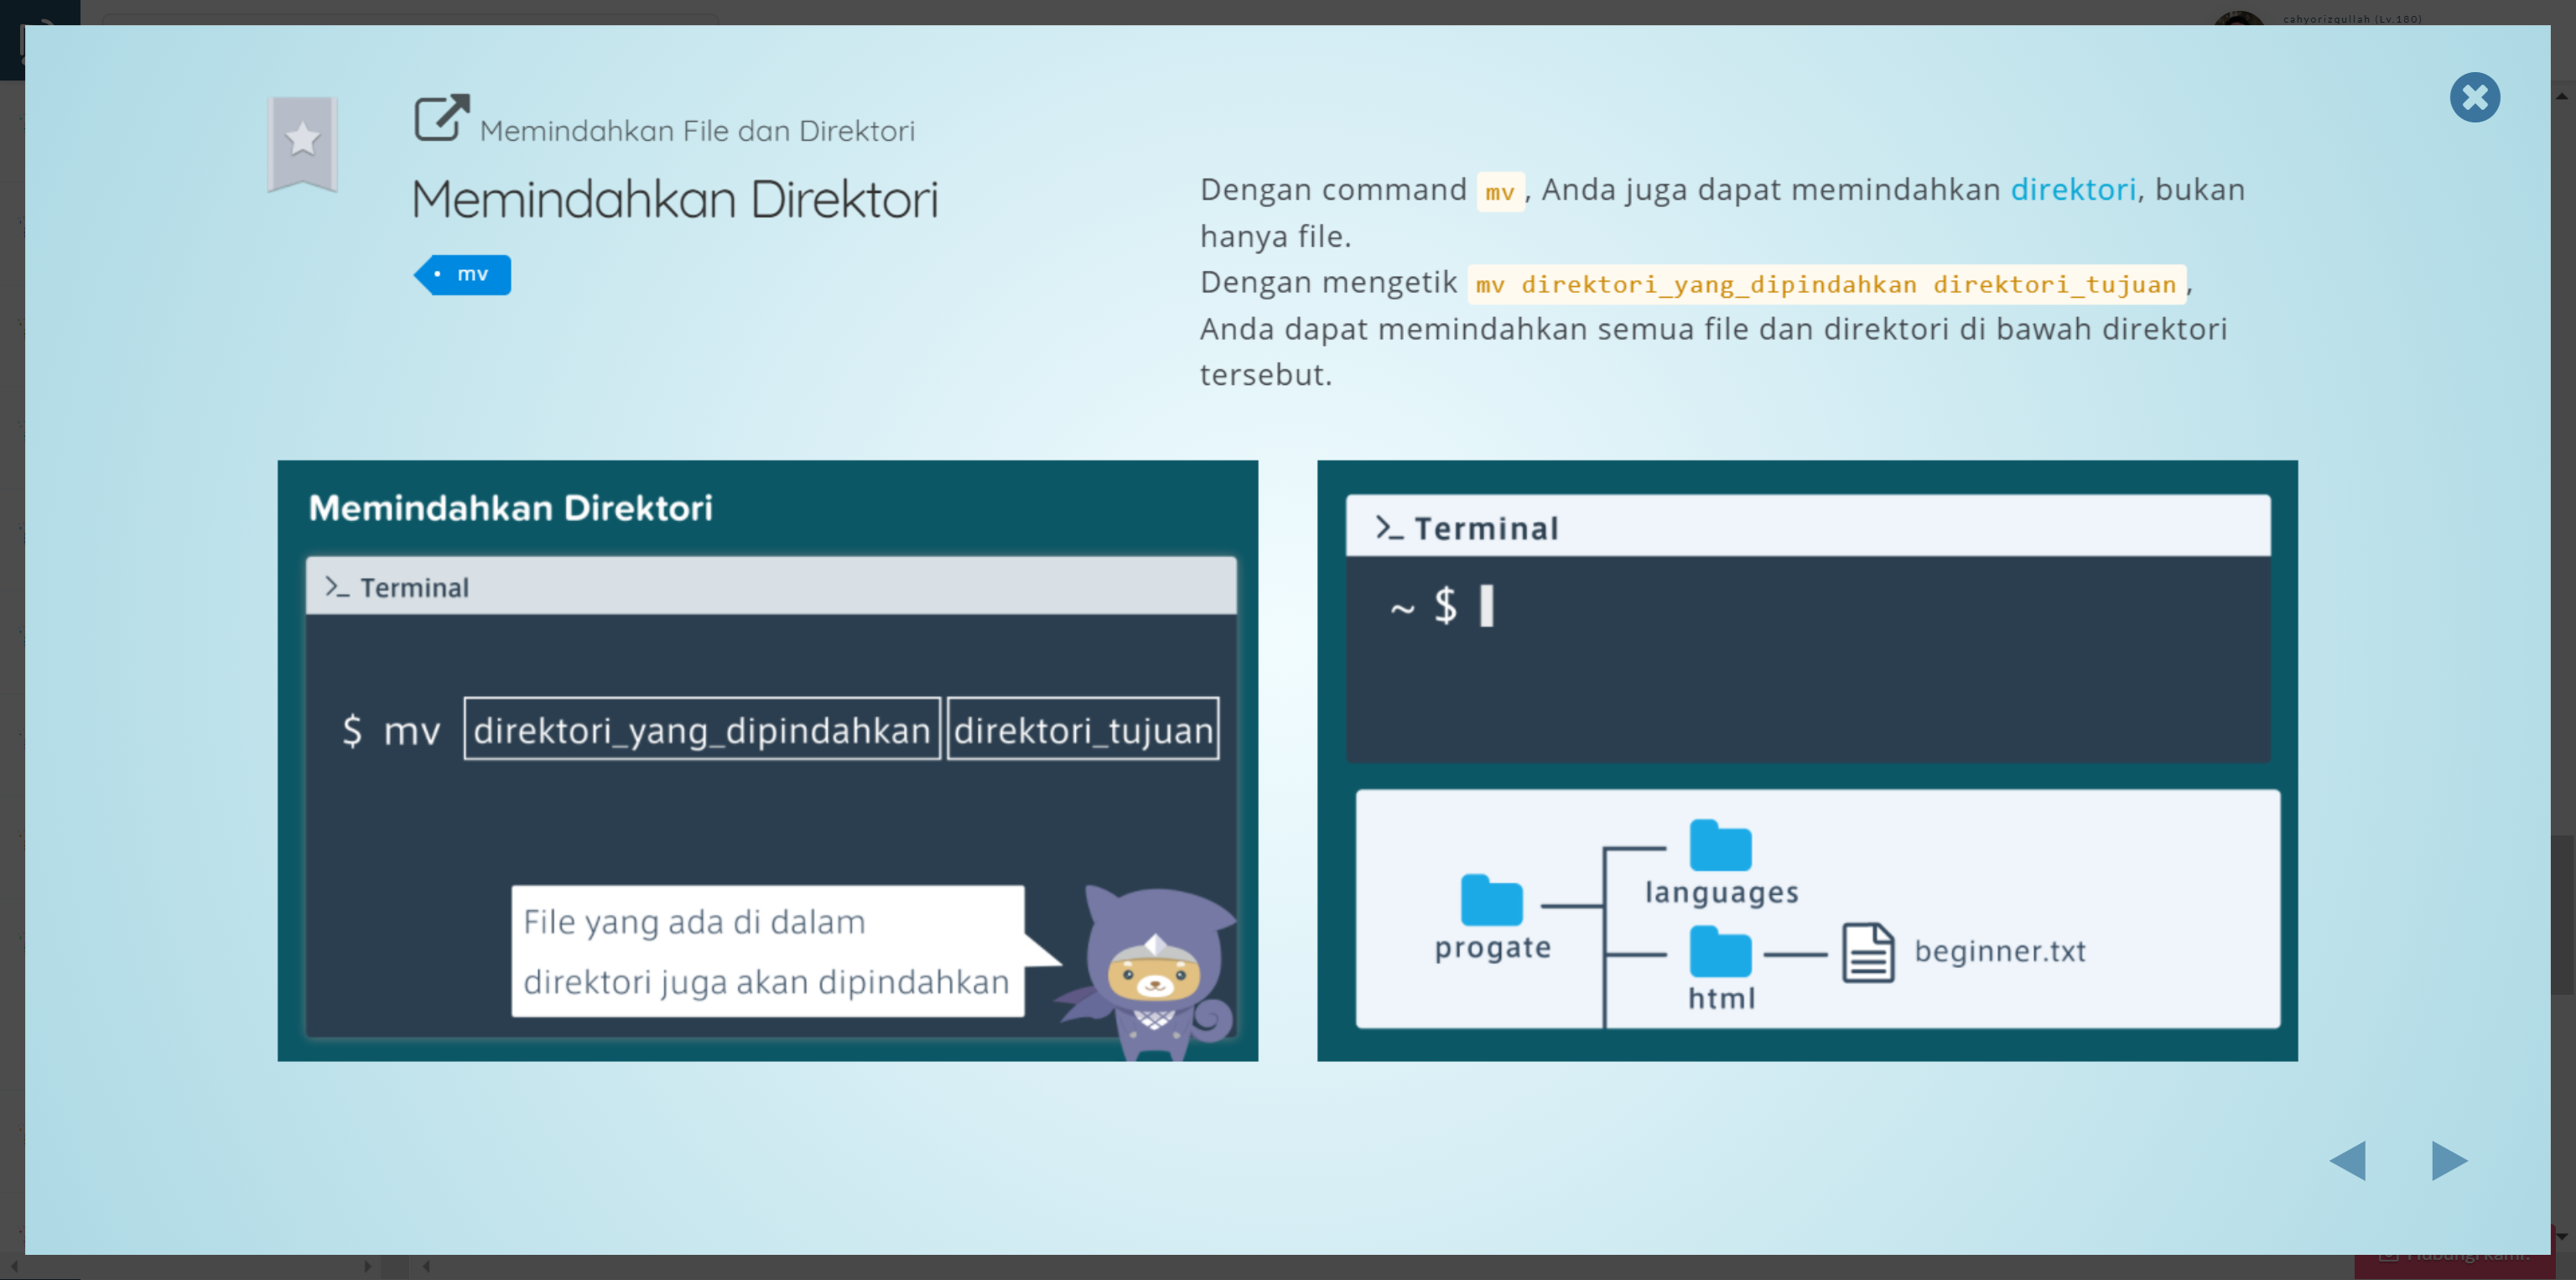 cahyorizqullah (Lv.180)
Memindahkan File dan Direktori
Memindahkan Direktori
mv
Dengan command mv, Anda juga dapat memindahkan direktori, bukan
hanya file.
Dengan mengetik mv direktori_yang_dipindahkan direktori_tujuan,
Anda dapat memindahkan semua file dan direktori di bawah direktori
tersebut.
Memindahkan Direktori
>_ Terminal
$ mv direktori_yang_dipindahkan direktori_tujuan
File yang ada di dalam
direktori juga akan dipindahkan
>_ Terminal
~ $
languages
progate
beginner.txt
html